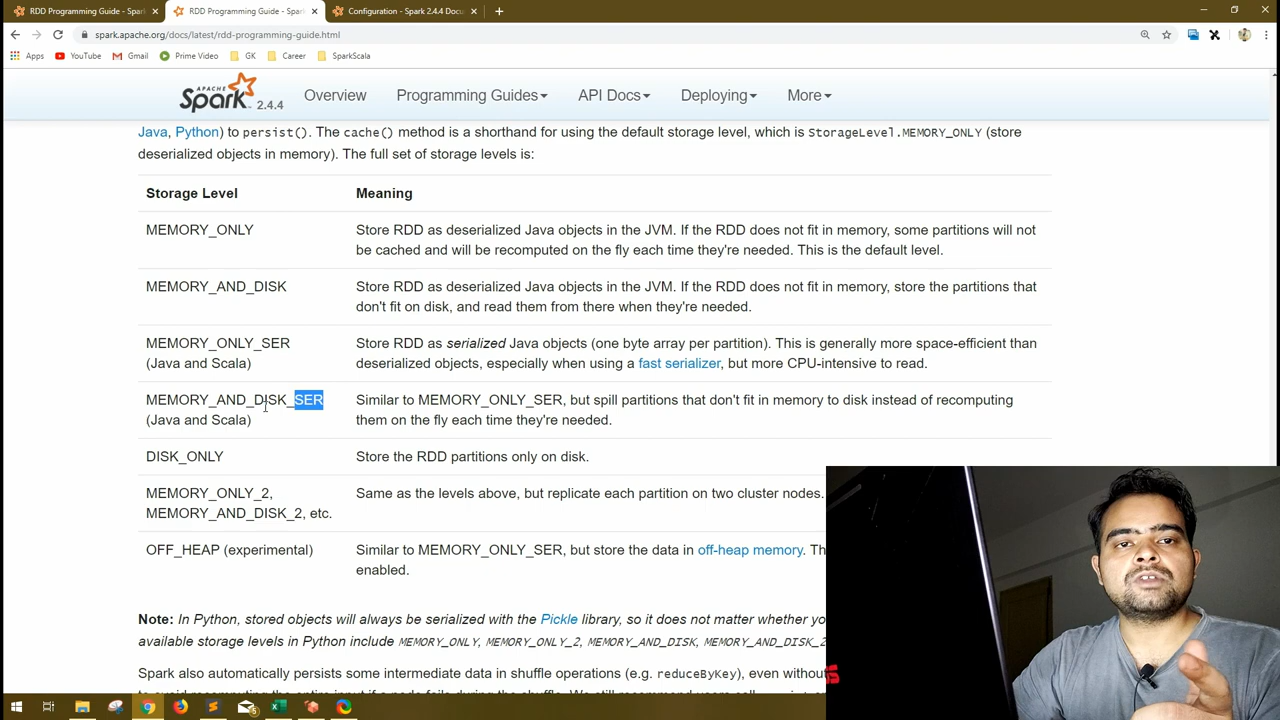 RDD Programming Guide - Spar
RDD Programming Guide - Spar
Configuration - Spark 2.4.4 Docu
spark.apache.org/docs/latest/rdd-programming-guide.html
Apps YouTube Gmail Prime Video GK Career SparkScala
APACHE Spark 2.4.4 Overview Programming Guides API Docs Deploying More
Java, Python) to persist(). The cache() method is a shorthand for using the default storage level, which is StorageLevel.MEMORY_ONLY (store
deserialized objects in memory). The full set of storage levels is:
Storage Level Meaning
MEMORY_ONLY Store RDD as deserialized Java objects in the JVM. If the RDD does not fit in memory, some partitions will not
be cached and will be recomputed on the fly each time they're needed. This is the default level.
MEMORY_AND_DISK Store RDD as deserialized Java objects in the JVM. If the RDD does not fit in memory, store the partitions that
don't fit on disk, and read them from there when they're needed.
MEMORY_ONLY_SER Store RDD as serialized Java objects (one byte array per partition). This is generally more space-efficient than
(Java and Scala) deserialized objects, especially when using a fast serializer, but more CPU-intensive to read.
MEMORY_AND_DISK_SER Similar to MEMORY_ONLY_SER, but spill partitions that don't fit in memory to disk instead of recomputing
(Java and Scala) them on the fly each time they're needed.
DISK_ONLY Store the RDD partitions only on disk.
MEMORY_ONLY_2, Same as the levels above, but replicate each partition on two cluster nodes.
MEMORY_AND_DISK_2, etc.
OFF_HEAP (experimental) Similar to MEMORY_ONLY_SER, but store the data in off-heap memory. Th
enabled.
Note: In Python, stored objects will always be serialized with the Pickle library, so it does not matter whether yo
available storage levels in Python include MEMORY_ONLY, MEMORY_ONLY_2, MEMORY_AND_DISK, MEMORY_AND_DISK_2
Spark also automatically persists some intermediate data in shuffle operations (e.g. reduceByKey), even without